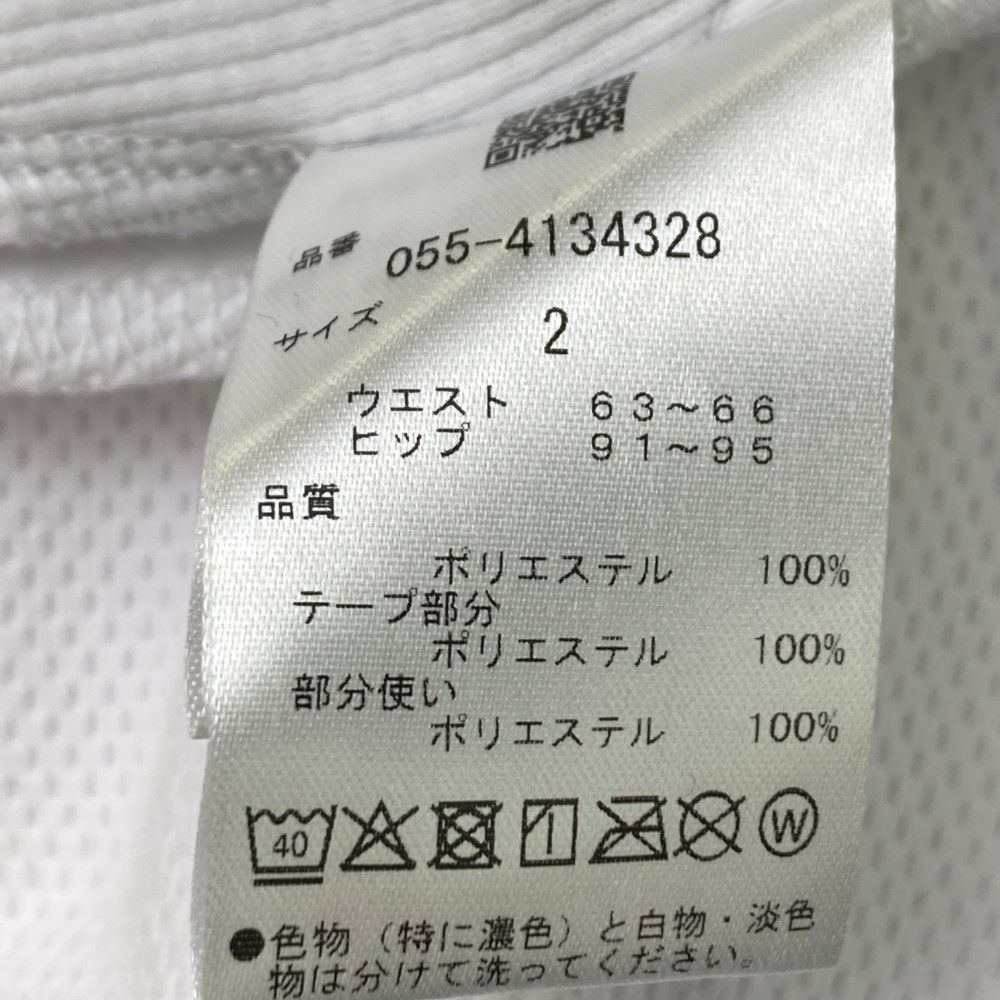 品番 055-4134328
サイズ 2
ウエスト 63～66
ヒップ 91～95
品質
ポリエステル 100%
テープ部分
ポリエステル 100%
部分使い
ポリエステル 100%
40 W
●色物（特に濃色）と白物・淡色
物は分けて洗ってください。